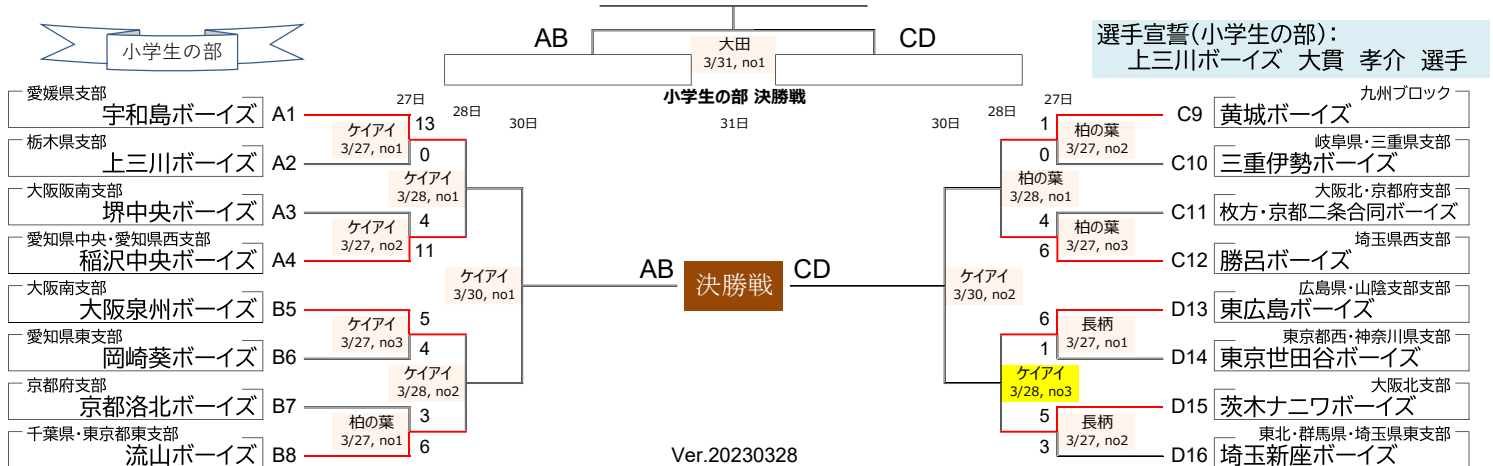 小学生の部
AB
CD
大田
3/31, no1
小学生の部 決勝戦
選手宣誓(小学生の部)：
上三川ボーイズ 大貫 孝介 選手
27日
28日
30日
31日
30日
28日
27日
愛媛県支部
宇和島ボーイズ A1
13
ケイアイ
3/27, no1
0
栃木県支部
上三川ボーイズ A2
ケイアイ
3/28, no1
大阪阪南支部
堺中央ボーイズ A3
4
ケイアイ
3/27, no2
11
愛知県中央・愛知県西支部
稲沢中央ボーイズ A4
ケイアイ
3/30, no1
大阪南支部
大阪泉州ボーイズ B5
5
ケイアイ
3/27, no3
4
愛知県東支部
岡崎葵ボーイズ B6
ケイアイ
3/28, no2
京都府支部
京都洛北ボーイズ B7
3
柏の葉
3/27, no1
6
千葉県・東京都東支部
流山ボーイズ B8
AB 決勝戦 CD
九州ブロック
C9 黄城ボーイズ
1
柏の葉
3/27, no2
0
岐阜県・三重県支部
C10 三重伊勢ボーイズ
柏の葉
3/28, no1
大阪北・京都府支部
C11 枚方・京都二条合同ボーイズ
4
柏の葉
3/27, no3
6
埼玉県西支部
C12 勝呂ボーイズ
ケイアイ
3/30, no2
広島県・山陰支部支部
D13 東広島ボーイズ
6
長柄
3/27, no1
1
東京都西・神奈川県支部
D14 東京世田谷ボーイズ
ケイアイ
3/28, no3
大阪北支部
D15 茨木ナニワボーイズ
5
長柄
3/27, no2
3
東北・群馬県・埼玉県東支部
D16 埼玉新座ボーイズ
Ver.20230328